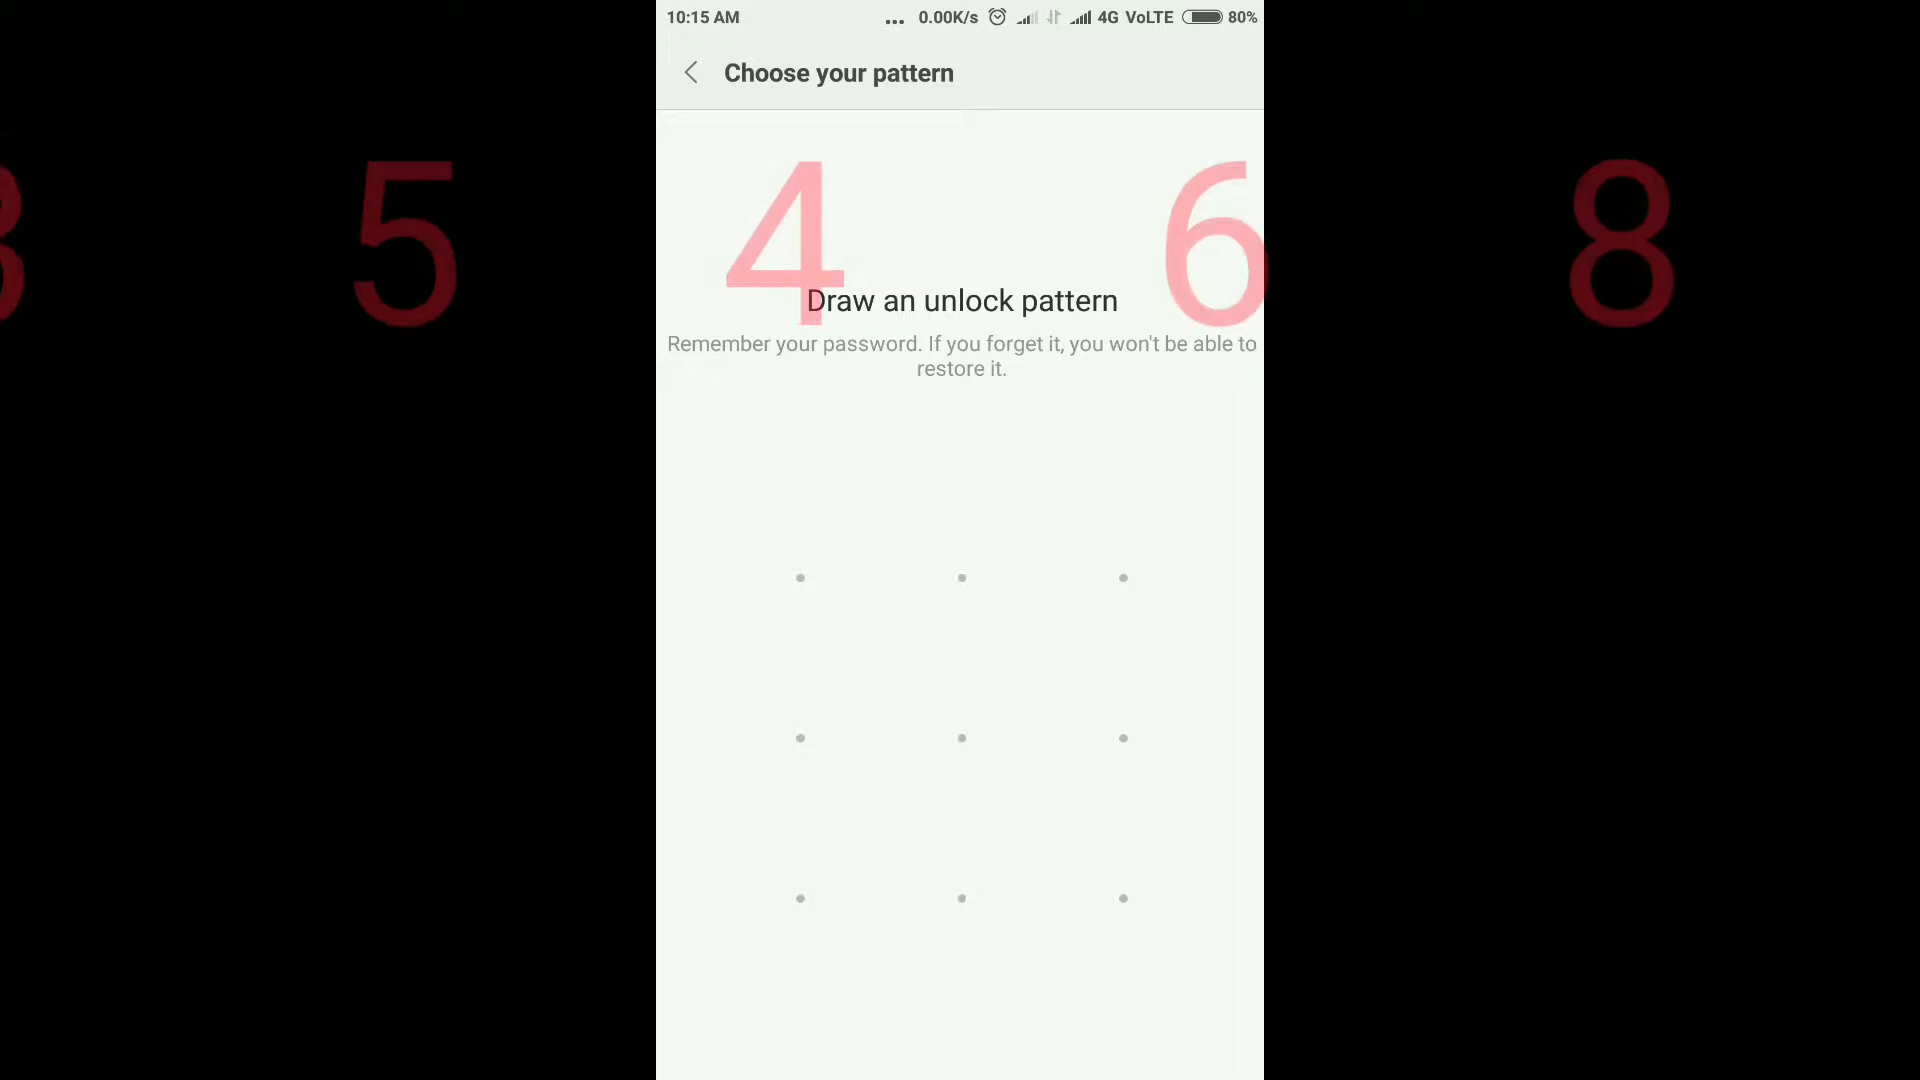 10:15 AM ... 0.00K/s 4G VoLTE 80%
Choose your pattern
5 4 6 8
Draw an unlock pattern
Remember your password. If you forget it, you won't be able to
restore it.